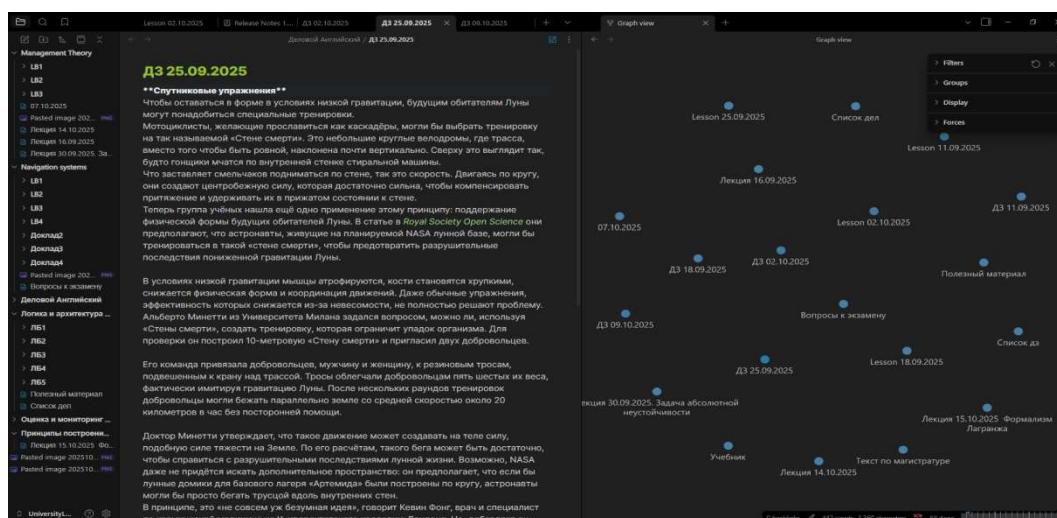 Lesson 02.10.2025
Release Notes 1....
ДЗ 02.10.2025
ДЗ 25.09.2025
ДЗ 09.10.2025
Graph view
Management Theory
LB1
LB2
LB3
07.10.2025
Pasted image 202... PNG
Лекция 14.10.2025
Лекция 16.09.2025
Лекция 30.09.2025. За...
Navigation systems
LB1
LB2
LB3
LB4
Доклад2
Доклад3
Доклад4
Pasted image 202... PNG
Вопросы к экзамену
Деловой Английский
Логика и архитектура ...
ЛБ1
ЛБ2
ЛБ3
ЛБ4
ЛБ5
Полезный материал
Список дел
Оценка и мониторинг ...
Принципы построени...
Лекция 15.10.2025 Фо...
Pasted image 202510... PNG
Pasted image 202510... PNG
UniversityL...
Деловой Английский / ДЗ 25.09.2025
ДЗ 25.09.2025
**Спутниковые упражнения**
Чтобы оставаться в форме в условиях низкой гравитации, будущим обитателям Луны
могут понадобиться специальные тренировки.
Мотоциклисты, желающие прославиться как каскадёры, могли бы выбрать тренировку
на так называемой «Стене смерти». Это небольшие круглые велодромы, где трасса,
вместо того чтобы быть ровной, наклонена почти вертикально. Сверху это выглядит так,
будто гонщики мчатся по внутренней стенке стиральной машины.
Что заставляет смельчаков подниматься по стене, так это скорость. Двигаясь по кругу,
они создают центробежную силу, которая достаточно сильна, чтобы компенсировать
притяжение и удерживать их в прижатом состоянии к стене.
Теперь группа учёных нашла ещё одно применение этому принципу: поддержание
физической формы будущих обитателей Луны. В статье в Royal Society Open Science они
предполагают, что астронавты, живущие на планируемой NASA лунной базе, могли бы
тренироваться в такой «стене смерти», чтобы предотвратить разрушительные
последствия пониженной гравитации Луны.
В условиях низкой гравитации мышцы атрофируются, кости становятся хрупкими,
снижается физическая форма и координация движений. Даже обычные упражнения,
эффективность которых снижается из-за невесомости, не полностью решают проблему.
Альберто Минетти из Университета Милана задался вопросом, можно ли, используя
«Стены смерти», создать тренировку, которая ограничит упадок организма. Для
проверки он построил 10-метровую «Стену смерти» и пригласил двух добровольцев.
Его команда привязала добровольцев, мужчину и женщину, к резиновым тросам,
подвешенным к крану над трассой. Тросы облегчали добровольцам пять шестых их веса,
фактически имитируя гравитацию Луны. После нескольких раундов тренировок
добровольцы могли бежать параллельно земле со средней скоростью около 20
километров в час без посторонней помощи.
Доктор Минетти утверждает, что такое движение может создавать на теле силу,
подобную силе тяжести на Земле. По его расчётам, такого бега может быть достаточно,
чтобы справиться с разрушительными последствиями лунной жизни. Возможно, NASA
даже не придётся искать дополнительное пространство: он предполагает, что если бы
лунные домики для базового лагеря «Артемида» были построены по кругу, астронавты
могли бы просто бегать трусцой вдоль внутренних стен.
В принципе, это «не совсем уж безумная идея», говорит Кевин Фонг, врач и специалист
Graph view
Filters
Groups
Display
Forces
Lesson 25.09.2025
Список дел
Lesson 11.09.2025
Лекция 16.09.2025
ДЗ 11.09.2025
07.10.2025
Lesson 02.10.2025
ДЗ 18.09.2025
ДЗ 02.10.2025
Полезный материал
ДЗ 09.10.2025
Вопросы к экзамену
Список дз
Lesson 18.09.2025
ДЗ 25.09.2025
екция 30.09.2025. Задача абсолютной
неустойчивости
Лекция 15.10.2025 Формализм
Лагранжа
Учебник
Текст по магистратуре
Лекция 14.10.2025